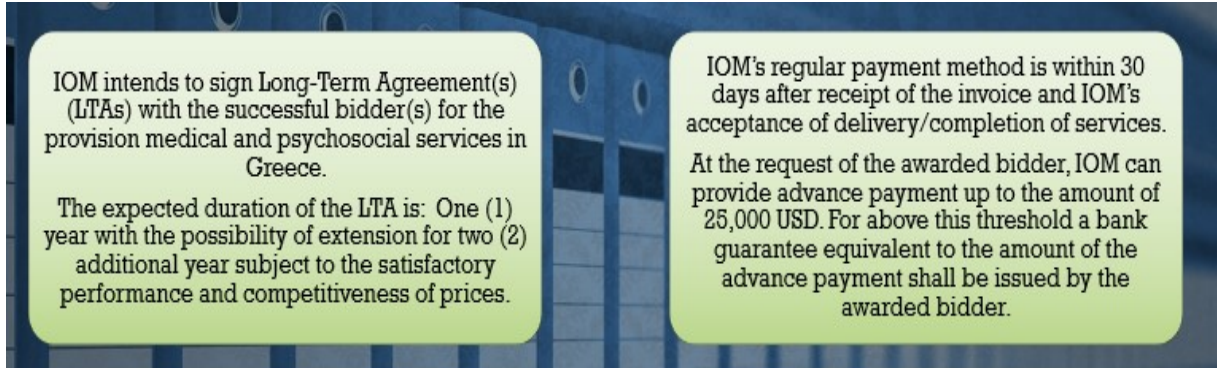 IOM intends to sign Long-Term Agreement(s)
(LTAs) with the successful bidder(s) for the
provision medical and psychosocial services in
Greece.
The expected duration of the LTA is: One (1)
year with the possibility of extension for two (2)
additional year subject to the satisfactory
performance and competitiveness of prices.
IOM's regular payment method is within 30
days after receipt of the invoice and IOM's
acceptance of delivery/completion of services.
At the request of the awarded bidder, IOM can
provide advance payment up to the amount of
25,000 USD. For above this threshold a bank
guarantee equivalent to the amount of the
advance payment shall be issued by the
awarded bidder.